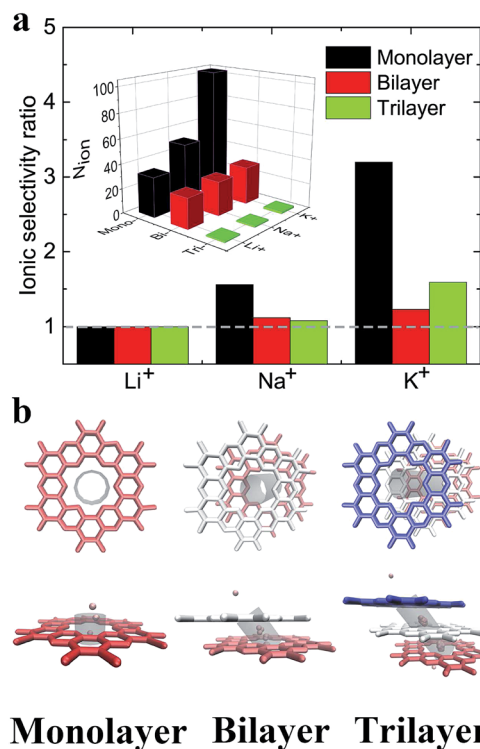 a
5
4
3
2
1
Ionic selectivity ratio
Monolayer
Bilayer
Trilayer
100
80
60
40
20
0
Nion
Mono-
Bi-
Tri-
Li+
Na+
K+
Li+ Na+ K+
b
Monolayer Bilayer Trilayer